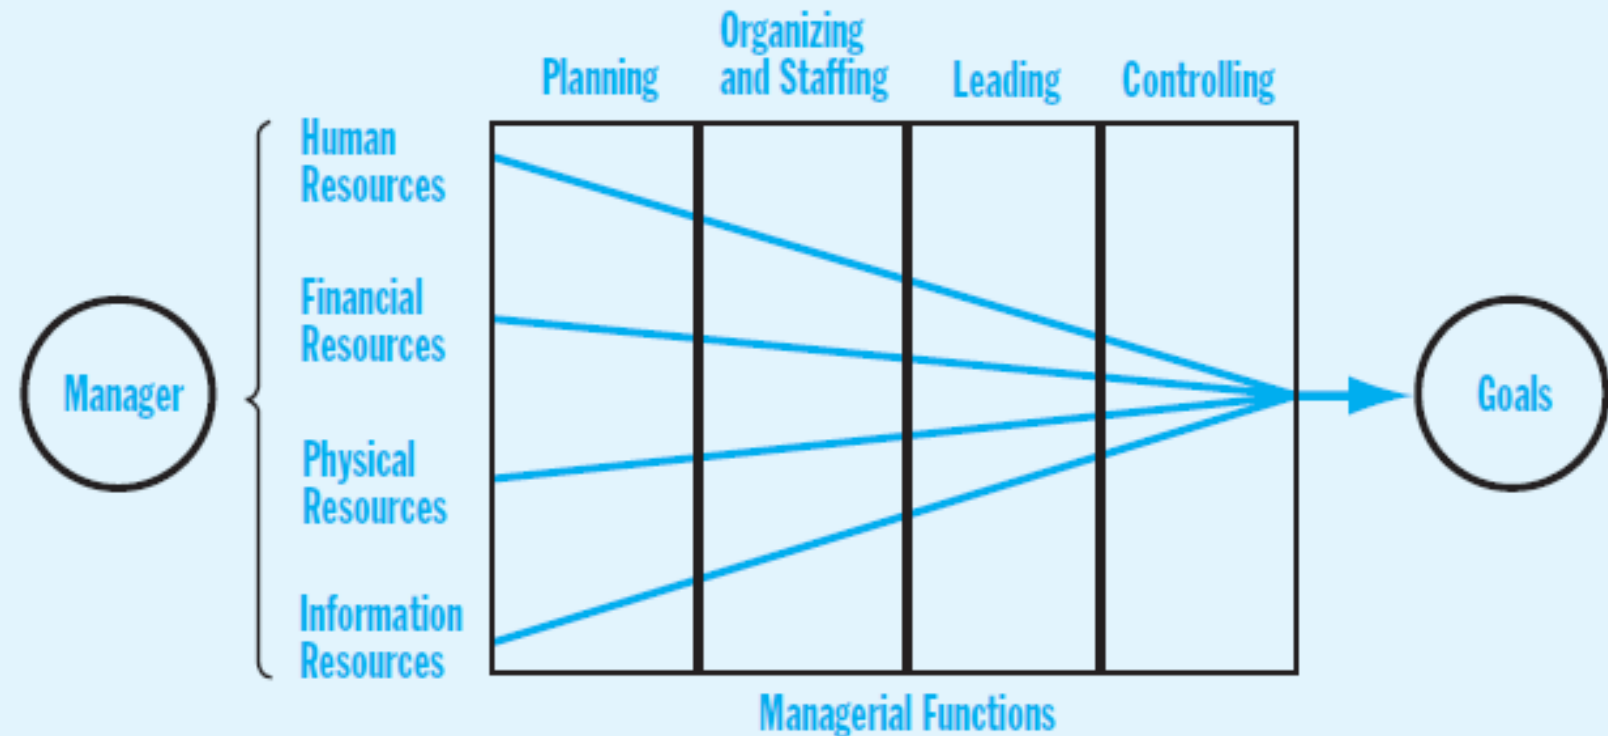 Planning
Organizing
and Staffing
Leading
Controlling
Human
Resources
Financial
Resources
Manager
Physical
Resources
Information
Resources
Goals
Managerial Functions